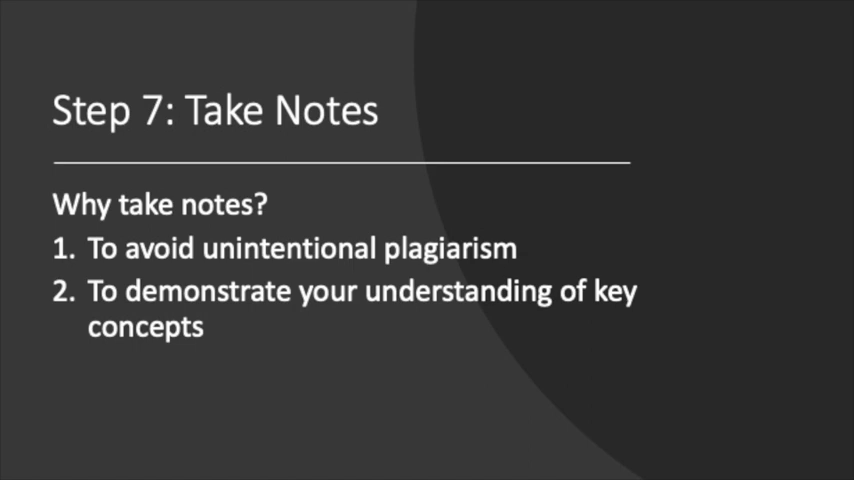 Step 7: Take Notes
Why take notes?
1. To avoid unintentional plagiarism
2. To demonstrate your understanding of key
concepts